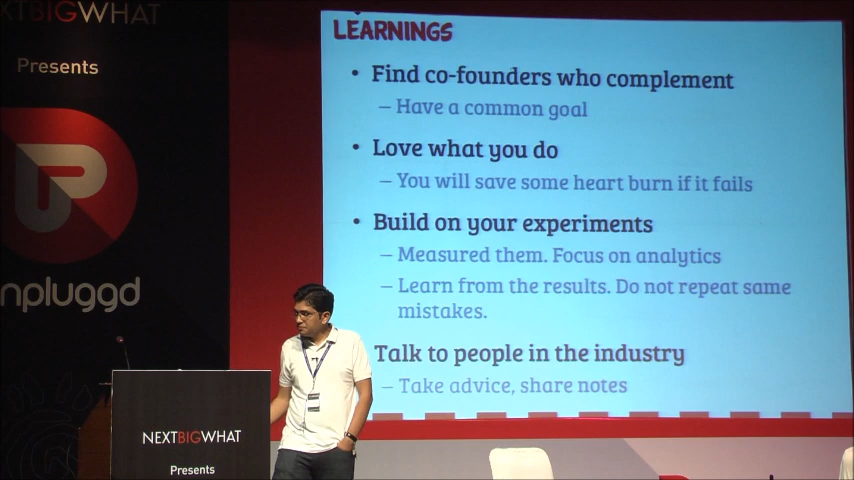 NEXTBIGWHAT
Presents
npluggd
LEARNINGS
• Find co-founders who complement
– Have a common goal
• Love what you do
– You will save some heart burn if it fails
• Build on your experiments
– Measured them. Focus on analytics
– Learn from the results. Do not repeat same
mistakes.
Talk to people in the industry
– Take advice, share notes
NEXTBIGWHAT
Presents